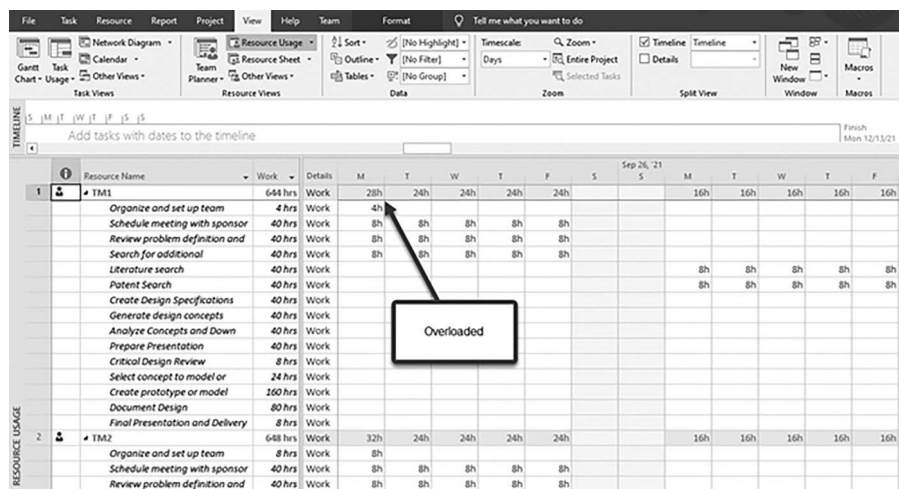 File Task Resource Report Project View Help Team Format Tell me what you want to do
Network Diagram Resource Usage Sort [No Highlight] Timescale: Zoom Timeline Timeline
Calendar Resource Sheet Outline [No Filter] Days Entire Project Details
Gantt Chart Task Usage Other Views Team Planner Other Views Tables [No Group] Selected Tasks New Window Macros
Task Views Resource Views Data Zoom Split View Window Macros
TIMELINE
S M T W T F S S
Add tasks with dates to the timeline
Finish
Mon 12/13/21
Sep 26, '21
Resource Name Work Details M T W T F S S M T W T F
1 TM1 644 hrs Work 28h 24h 24h 24h 24h 16h 16h 16h 16h 16h
Organize and set up team 4 hrs Work 4h
Schedule meeting with sponsor 40 hrs Work 8h 8h 8h 8h 8h
Review problem definition and 40 hrs Work 8h 8h 8h 8h 8h
Search for additional 40 hrs Work 8h 8h 8h 8h 8h
Literature search 40 hrs Work 8h 8h 8h 8h 8h
Patent Search 40 hrs Work 8h 8h 8h 8h 8h
Create Design Specifications 40 hrs Work
Generate design concepts 40 hrs Work
Analyze Concepts and Down 40 hrs Work
Prepare Presentation 40 hrs Work
Critical Design Review 8 hrs Work
Select concept to model or 24 hrs Work
Create prototype or model 160 hrs Work
Document Design 80 hrs Work
Final Presentation and Delivery 8 hrs Work
Overloaded
RESOURCE USAGE
2 TM2 648 hrs Work 32h 24h 24h 24h 24h 16h 16h 16h 16h 16h
Organize and set up team 8 hrs Work 8h
Schedule meeting with sponsor 40 hrs Work 8h 8h 8h 8h 8h
Review problem definition and 40 hrs Work 8h 8h 8h 8h 8h